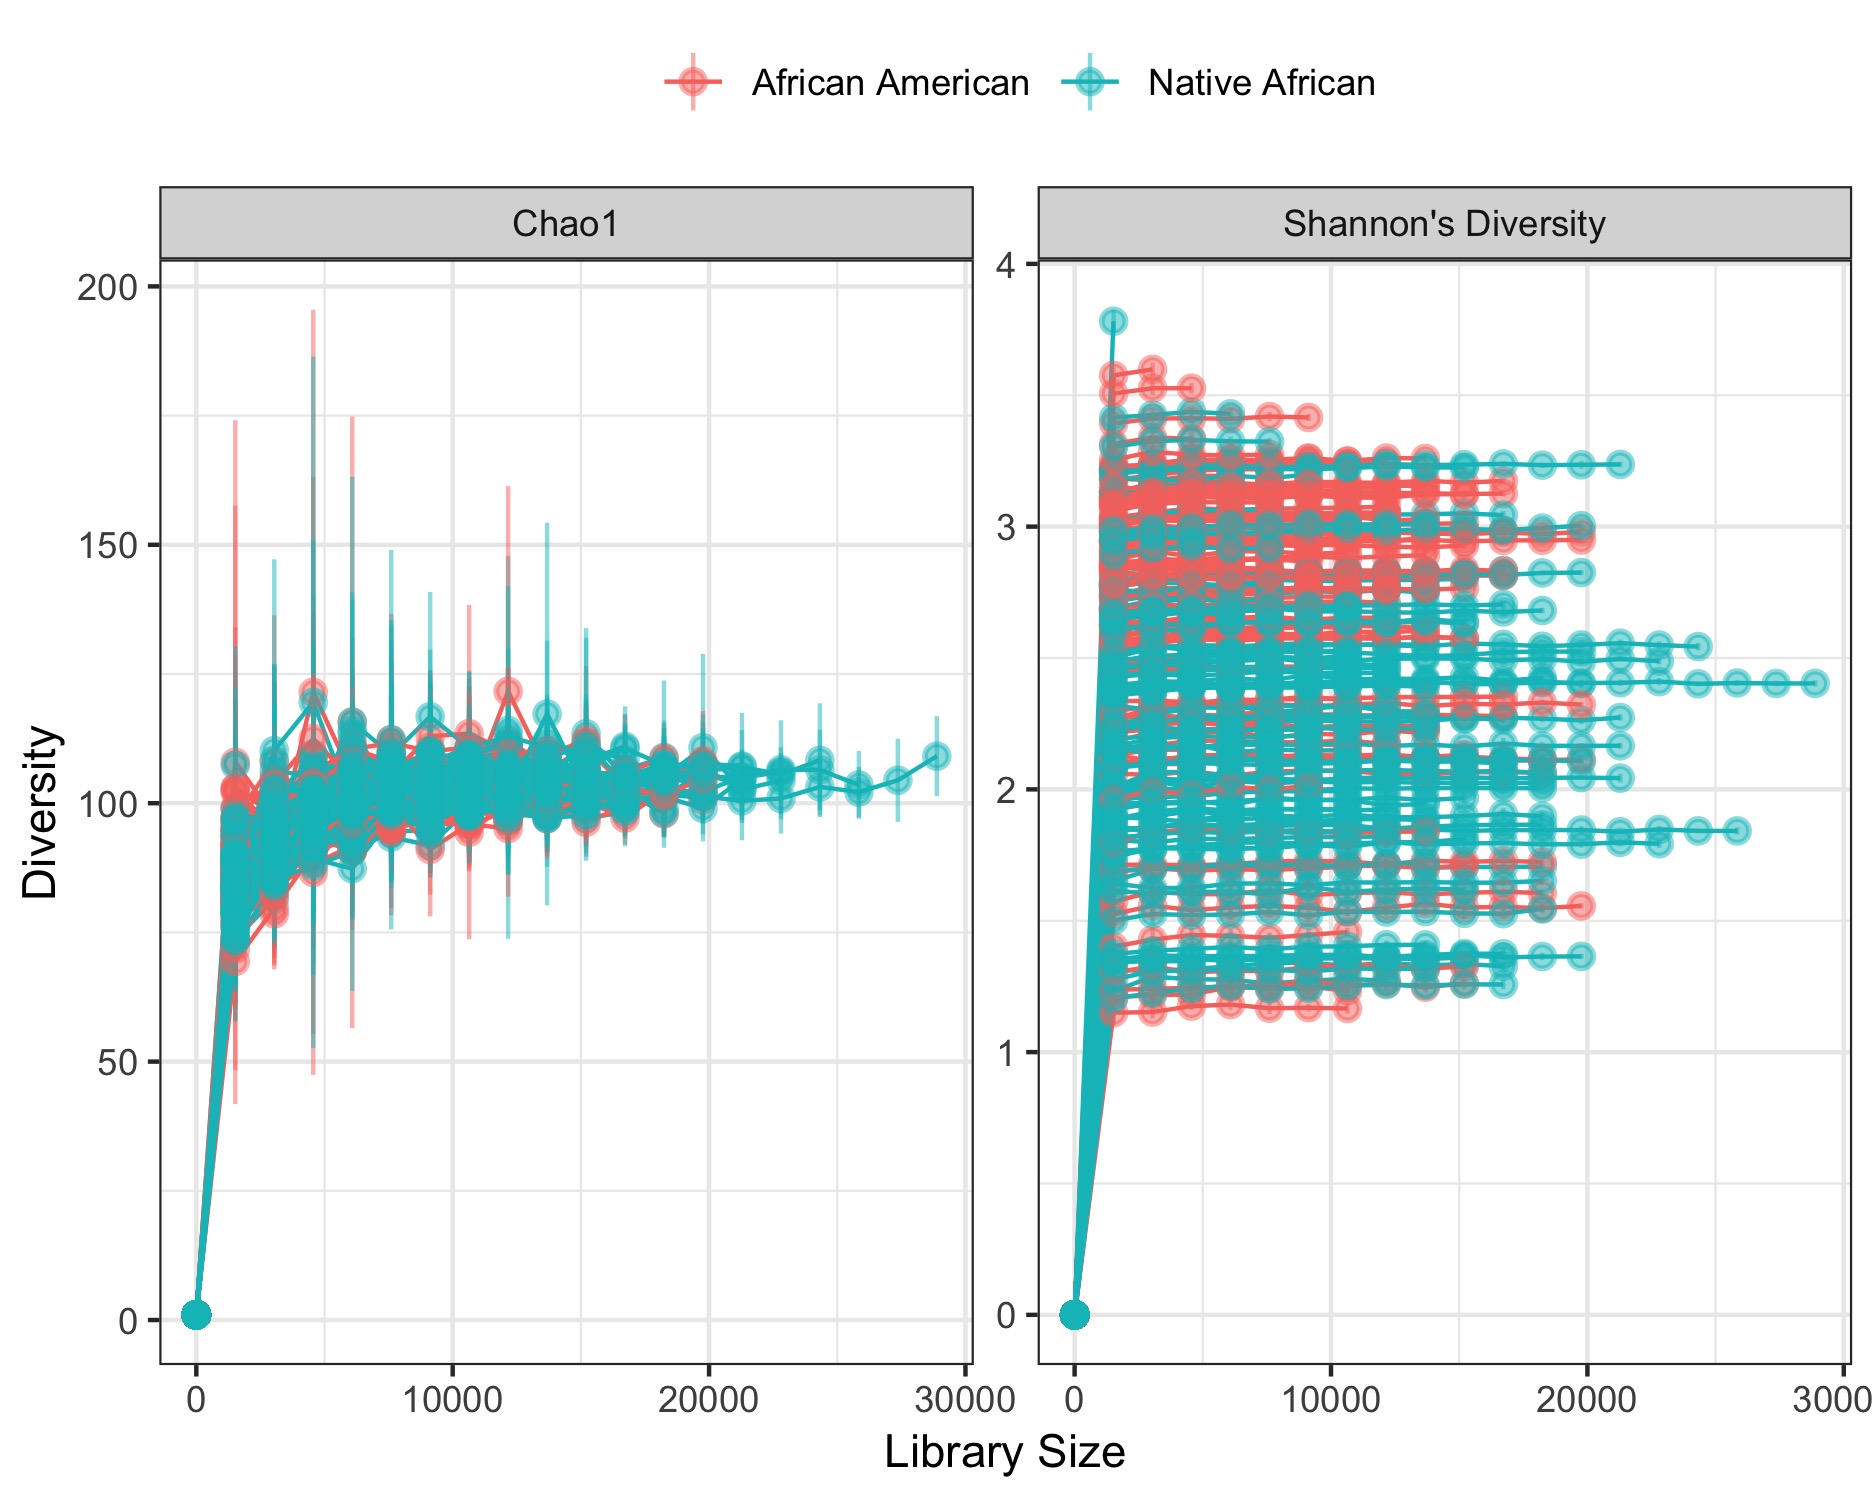 African American Native African
Chao1 Shannon's Diversity
Diversity
200
150
100
50
0
4
3
2
1
0
0 10000 20000 30000 0 10000 20000 3000
Library Size